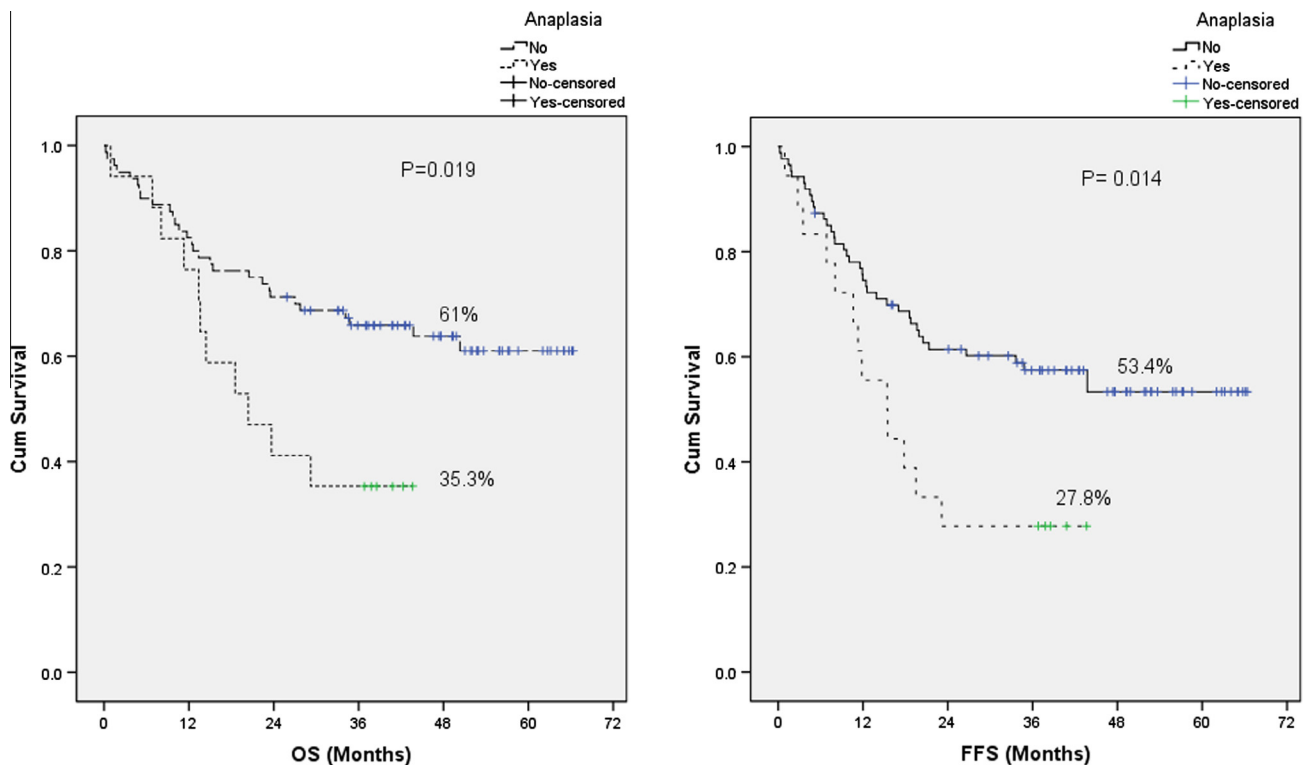 Anaplasia
No
Yes
No-censored
Yes-censored
P=0.019
61%
35.3%
1.0
0.8
0.6
0.4
0.2
0.0
Cum Survival
0 12 24 36 48 60 72
OS (Months)
Anaplasia
No
Yes
No-censored
Yes-censored
P= 0.014
53.4%
27.8%
1.0
0.8
0.6
0.4
0.2
0.0
Cum Survival
0 12 24 36 48 60 72
FFS (Months)